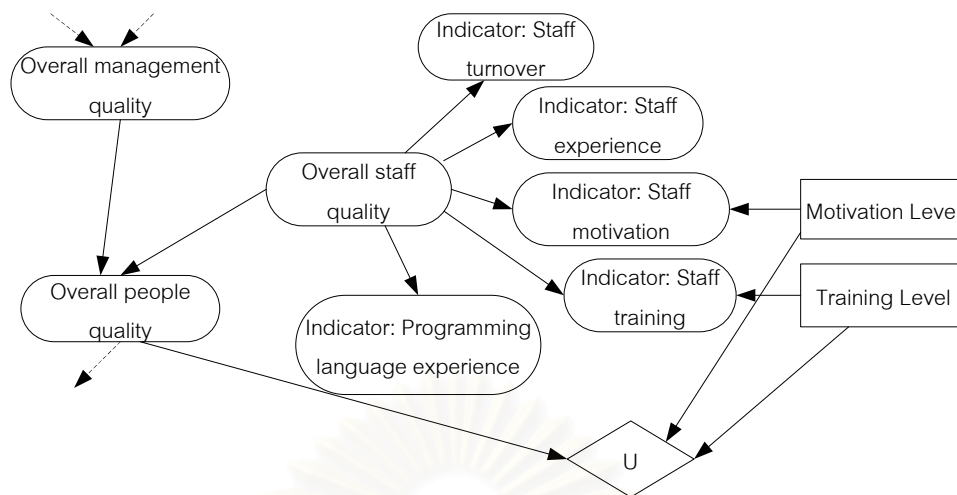 Indicator: Staff
turnover
Overall management
quality
Indicator: Staff
experience
Overall staff
quality
Indicator: Staff
motivation
Motivation Level
Overall people
quality
Indicator: Staff
training
Training Level
Indicator: Programming
language experience
U